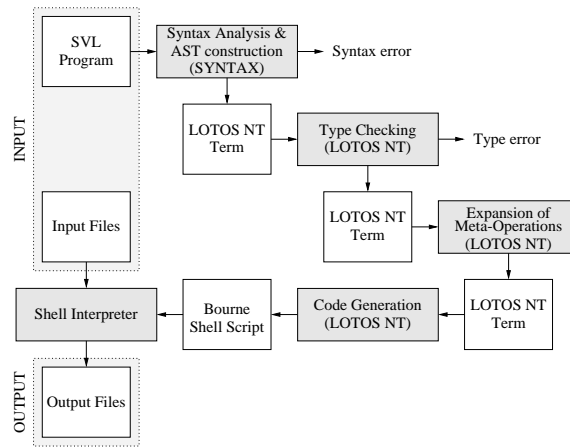 INPUT
SVL
Program
Syntax Analysis &
AST construction
(SYNTAX)
Syntax error
LOTOS NT
Term
Type Checking
(LOTOS NT)
Type error
Input Files
LOTOS NT
Term
Expansion of
Meta-Operations
(LOTOS NT)
Shell Interpreter
Bourne
Shell Script
Code Generation
(LOTOS NT)
LOTOS NT
Term
OUTPUT
Output Files